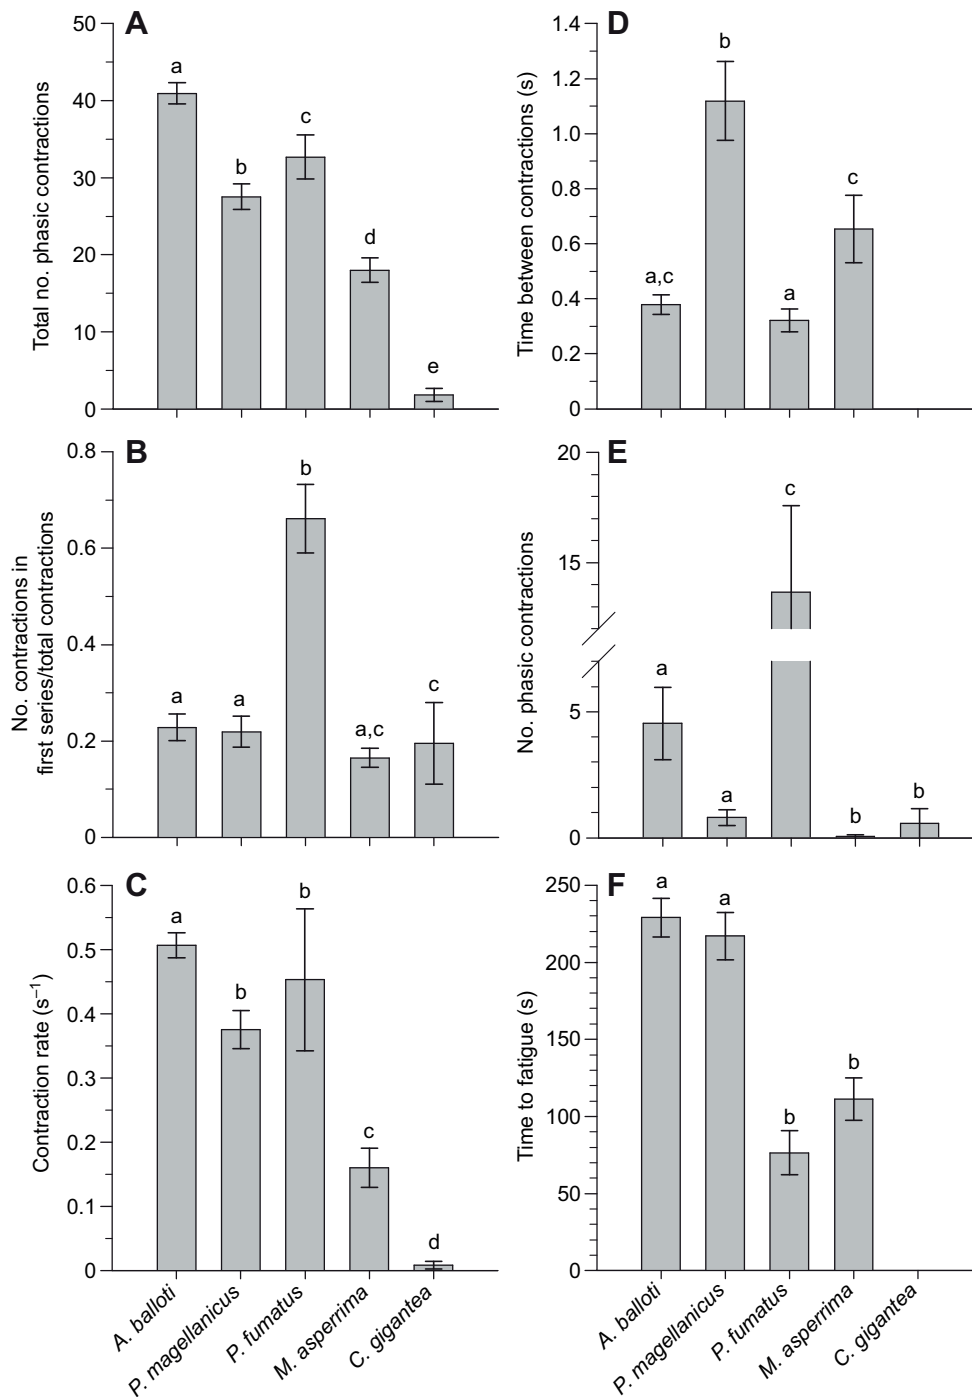 A
Total no. phasic contractions
50
40
30
20
10
0
a
b
c
d
e
D
Time between contractions (s)
1.4
1.2
1.0
0.8
0.6
0.4
0.2
0
a,c
b
a
c
B
No. contractions in
first series/total contractions
0.8
0.6
0.4
0.2
0
a
a
b
a,c
c
E
No. phasic contractions
20
15
5
0
a
a
c
b
b
C
Contraction rate (s⁻¹)
0.6
0.5
0.4
0.3
0.2
0.1
0
a
b
b
c
d
A. balloti
P. magellanicus
P. fumatus
M. asperrima
C. gigantea
F
Time to fatigue (s)
250
200
150
100
50
0
a
a
b
b
A. balloti
P. magellanicus
P. fumatus
M. asperrima
C. gigantea